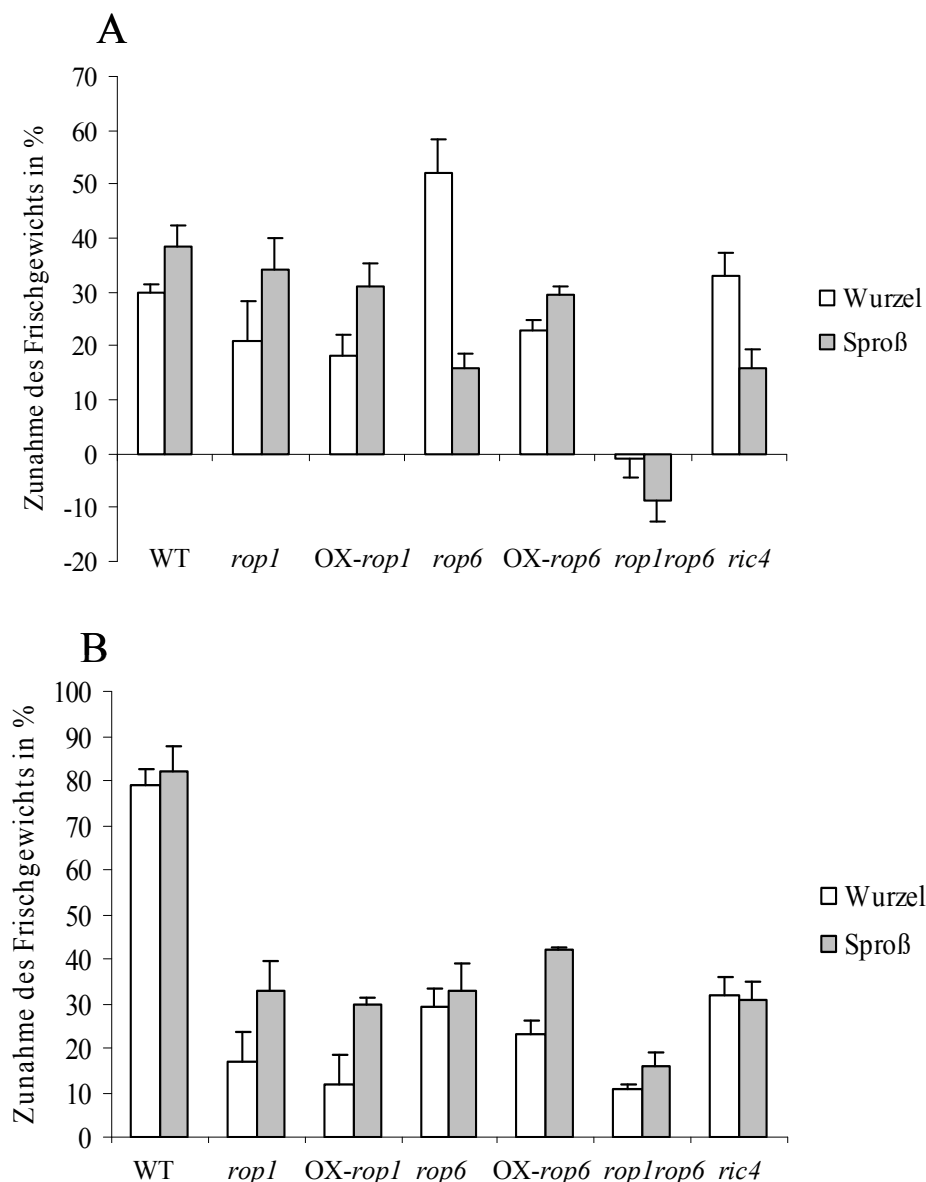 A
Zunahme des Frischgewichts in %
70
60
50
40
30
20
10
0
-10
-20
WT rop1 OX-rop1 rop6 OX-rop6 rop1rop6 ric4
Wurzel
Sproß
B
Zunahme des Frischgewichts in %
100
90
80
70
60
50
40
30
20
10
0
WT rop1 OX-rop1 rop6 OX-rop6 rop1rop6 ric4
Wurzel
Sproß